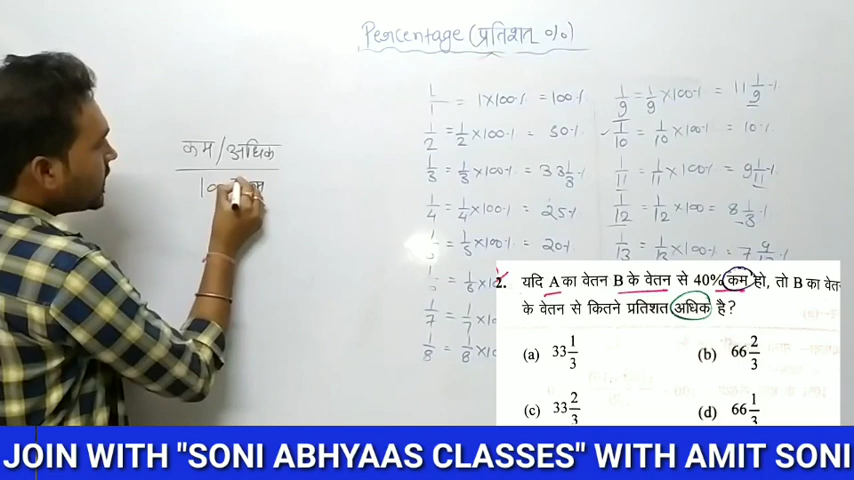 Percentage (प्रतिशत %)
कम/अधिक
10
1/1 = 1×100% = 100%
1/2 = 1/2 ×100% = 50%
1/3 = 1/3 ×100% = 33 1/3 %
1/4 = 1/4 ×100% = 25%
= 1/5 ×100% = 20%
= 1/6 ×10
1/7 = 1/7 ×100%
1/8 = 1/8 ×10
1/9 = 1/9 ×100% = 11 1/9 %
1/10 = 1/10 ×100% = 10%
1/11 = 1/11 ×100% = 9 1/11 %
1/12 = 1/12 ×100 = 8 1/3 %
1/13 = 1/13 ×100% = 7
2. यदि A का वेतन B के वेतन से 40% कम हो, तो B का वेत
के वेतन से कितने प्रतिशत अधिक है?
(a) 33 1/3 (b) 66 2/3
(c) 33 2/3 (d) 66 1/3
JOIN WITH "SONI ABHYAAS CLASSES" WITH AMIT SONI